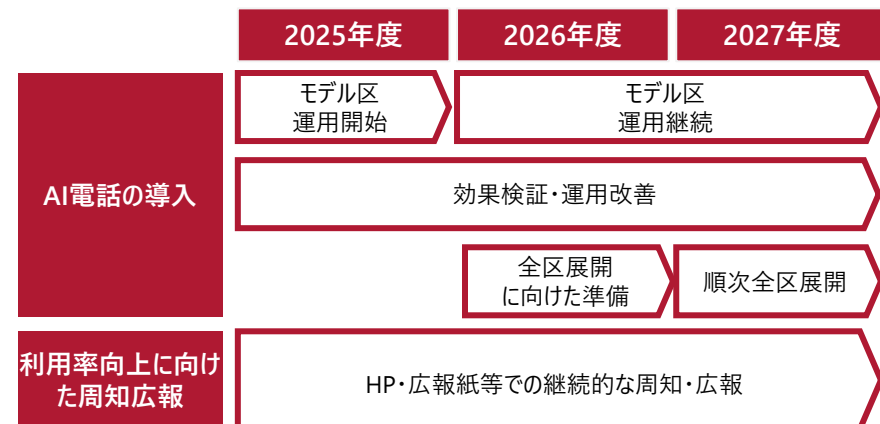 2025年度 2026年度 2027年度
AI電話の導入
モデル区
運用開始
モデル区
運用継続
効果検証・運用改善
全区展開
に向けた準備
順次全区展開
利用率向上に向け
た周知広報
HP・広報紙等での継続的な周知・広報